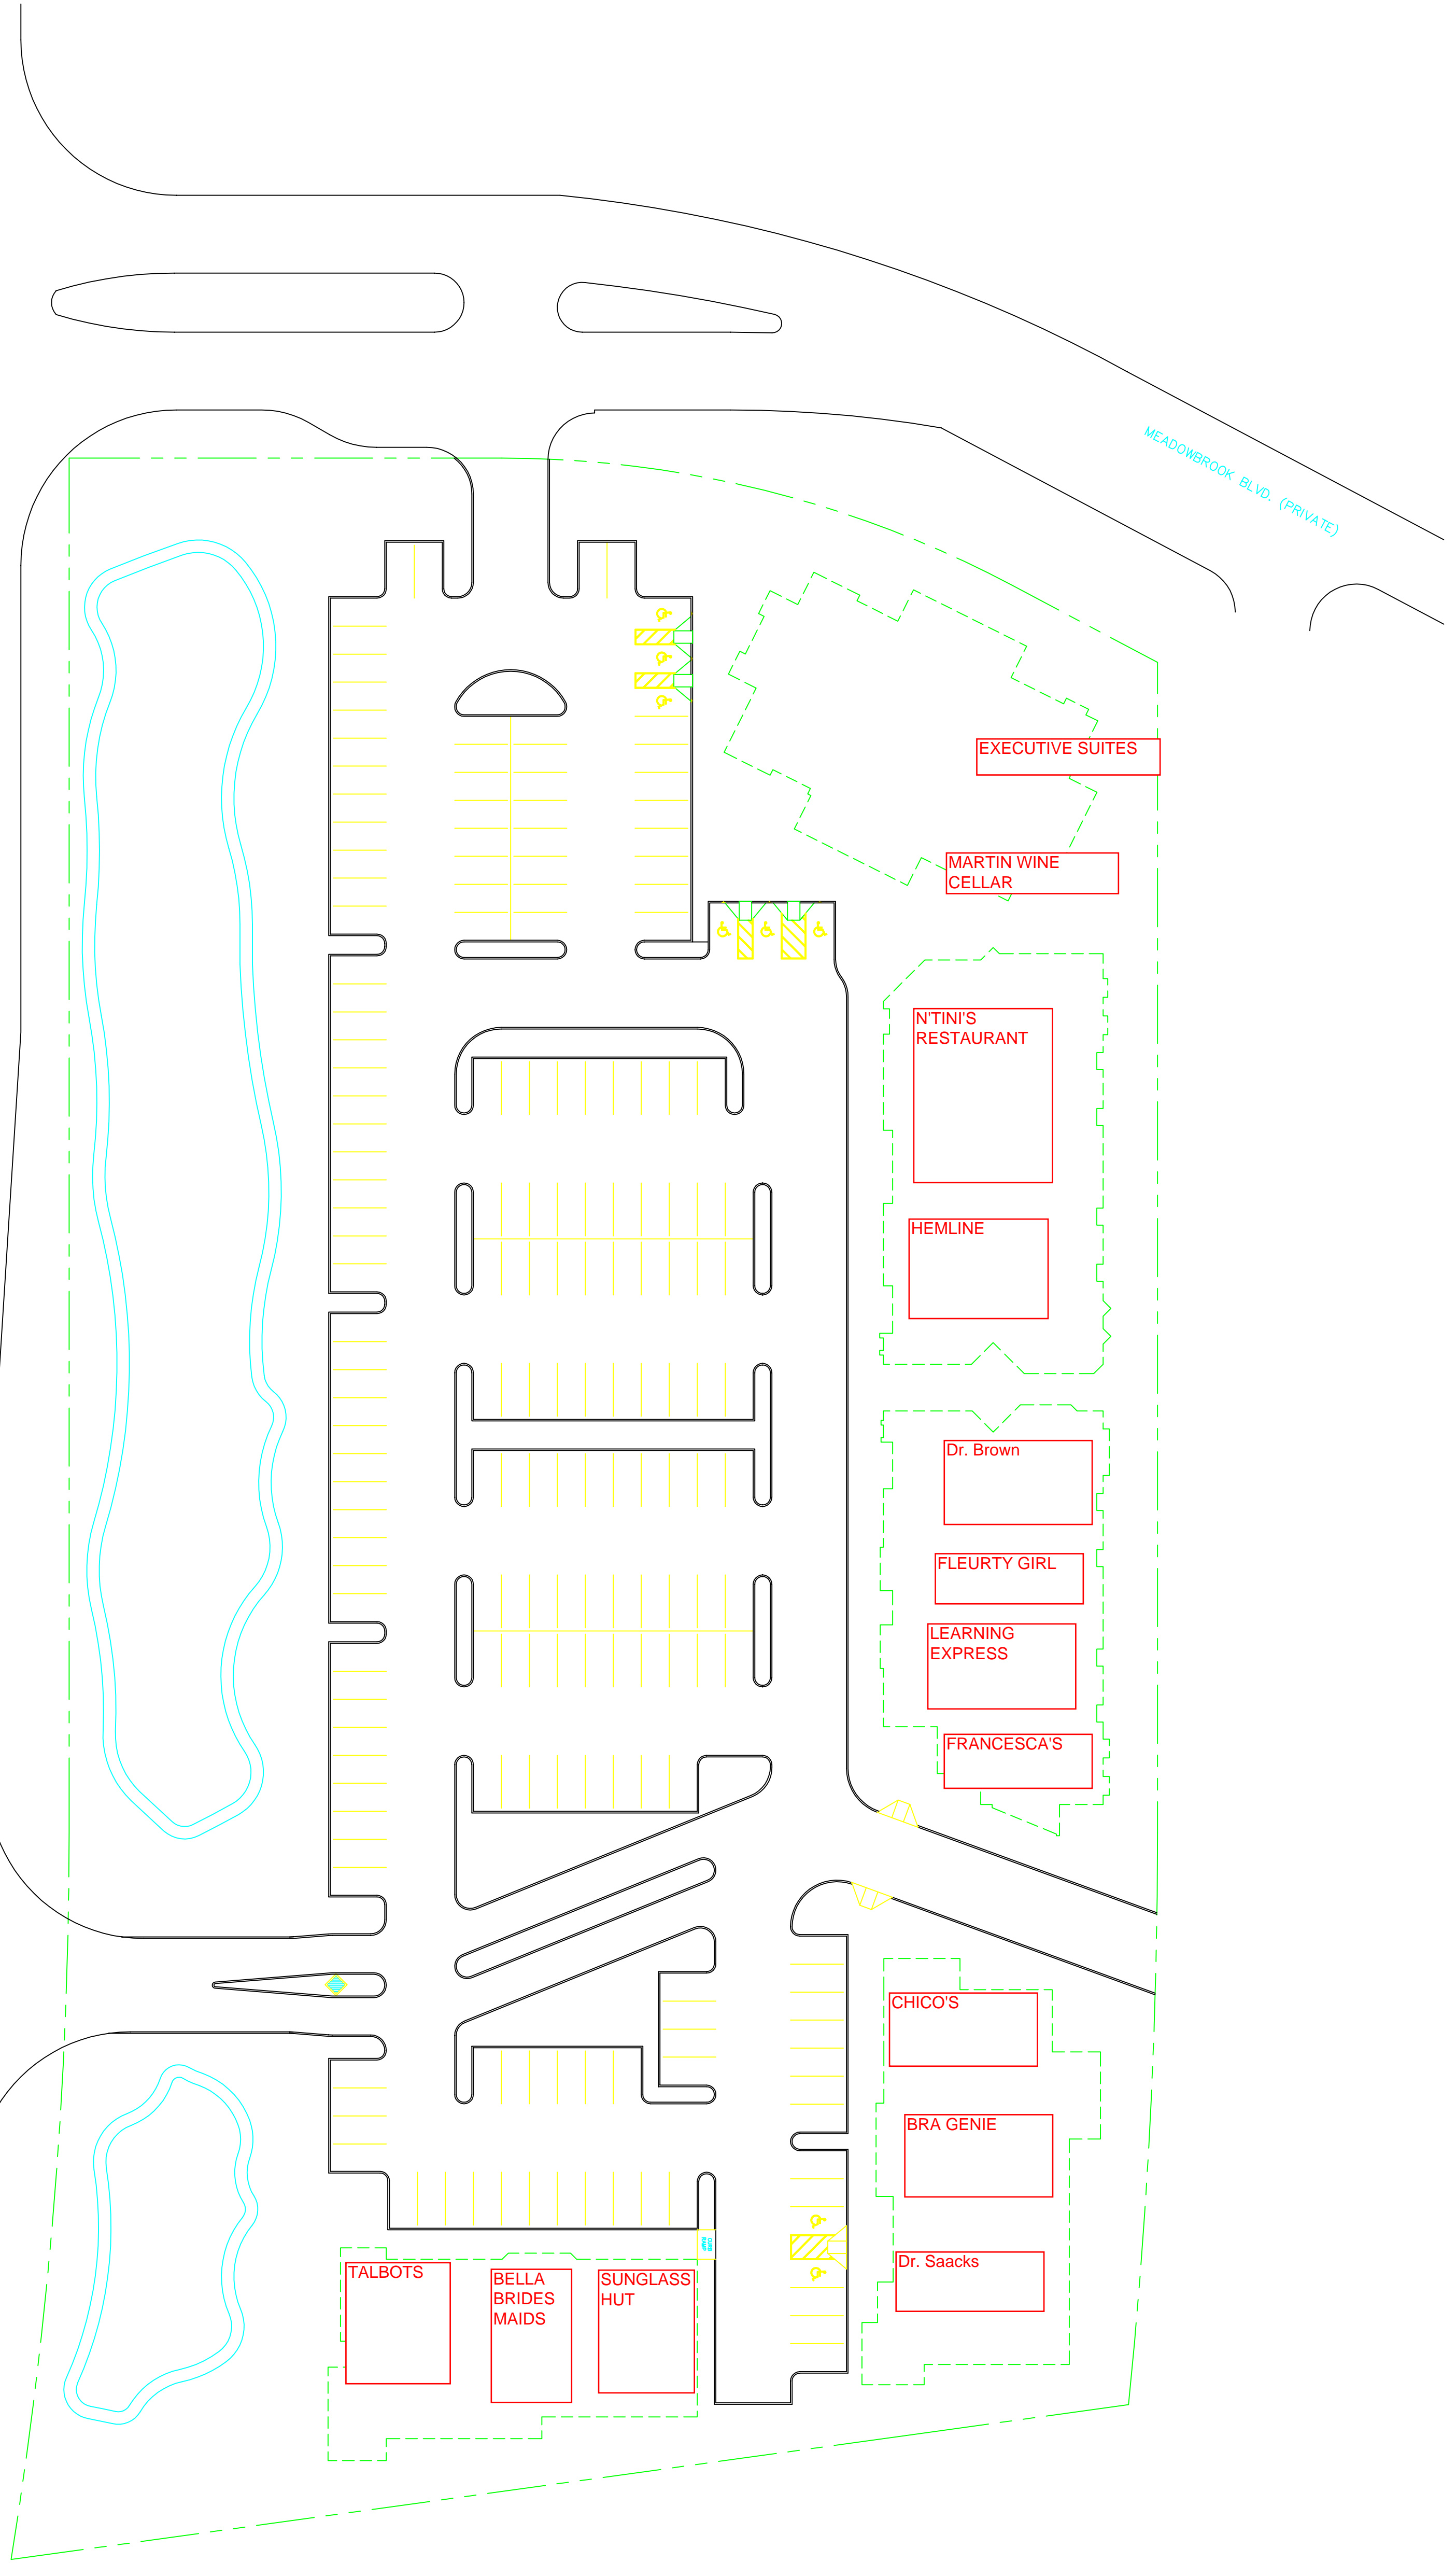 MEADOWBROOK BLVD. (PRIVATE)
EXECUTIVE SUITES
MARTIN WINE
CELLAR
N'TINI'S
RESTAURANT
HEMLINE
Dr. Brown
FLEURTY GIRL
LEARNING
EXPRESS
FRANCESCA'S
CHICO'S
BRA GENIE
Dr. Saacks
TALBOTS
BELLA
BRIDES
MAIDS
SUNGLASS
HUT